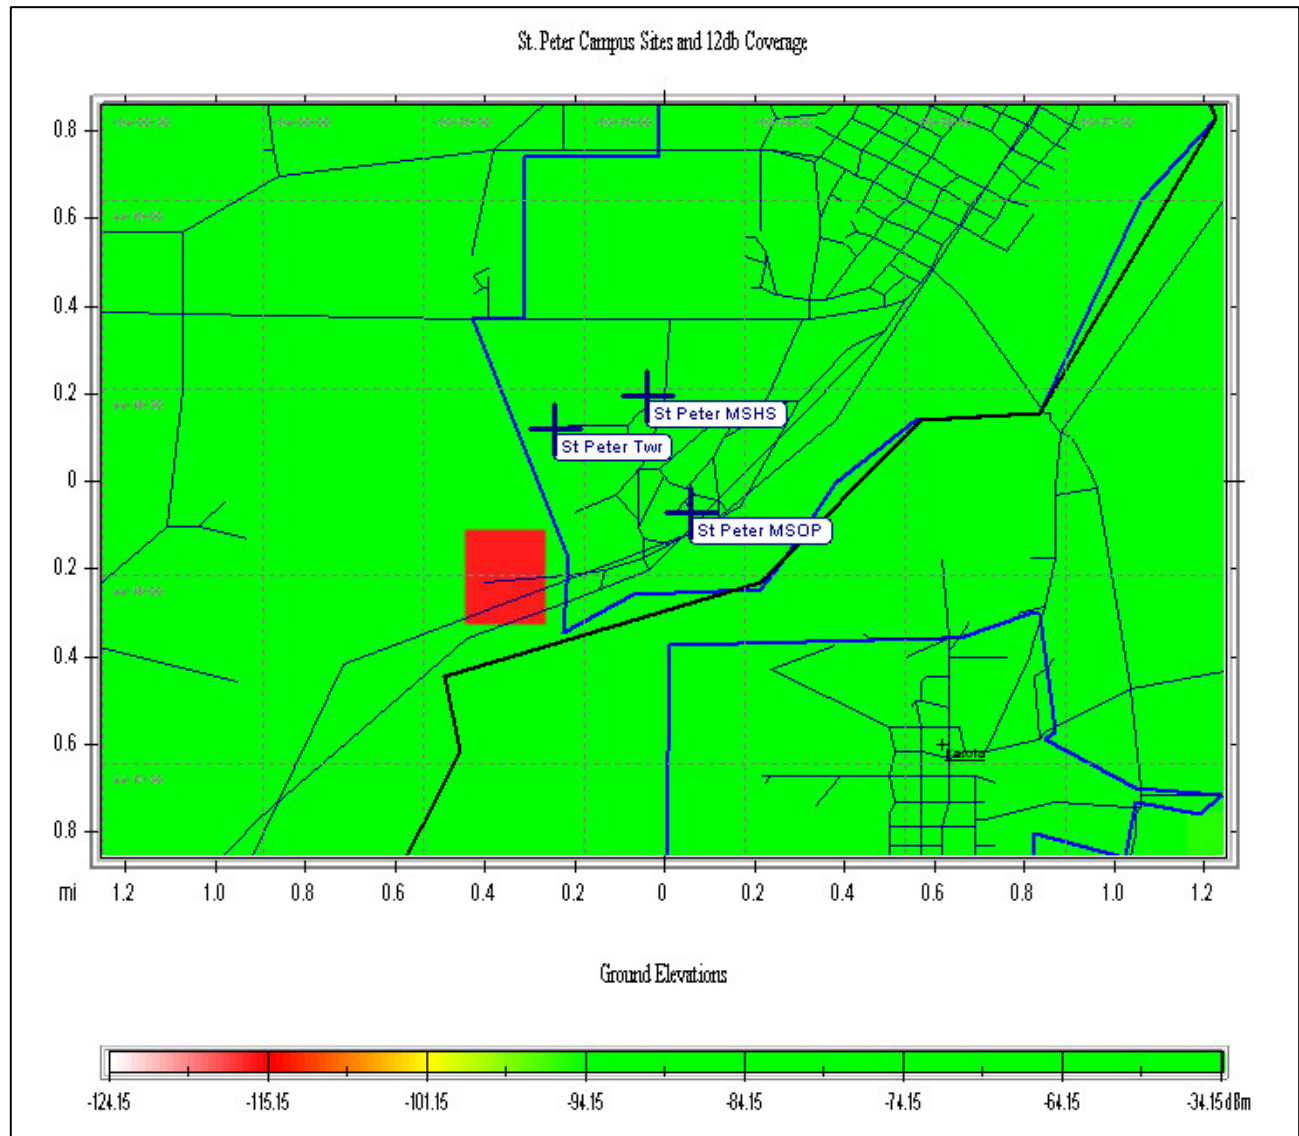 St. Peter Campus Sites and 12db Coverage
0.8
0.6
0.4
St Peter MSHS
0.2
St Peter Twr
0
St Peter MSOP
0.2
0.4
0.6
Kasota
0.8
mi 1.2 1.0 0.8 0.6 0.4 0.2 0 0.2 0.4 0.6 0.8 1.0 1.2
Ground Elevations
-124.15 -115.15 -101.15 -94.15 -84.15 -74.15 -64.15 -34.15 dBm